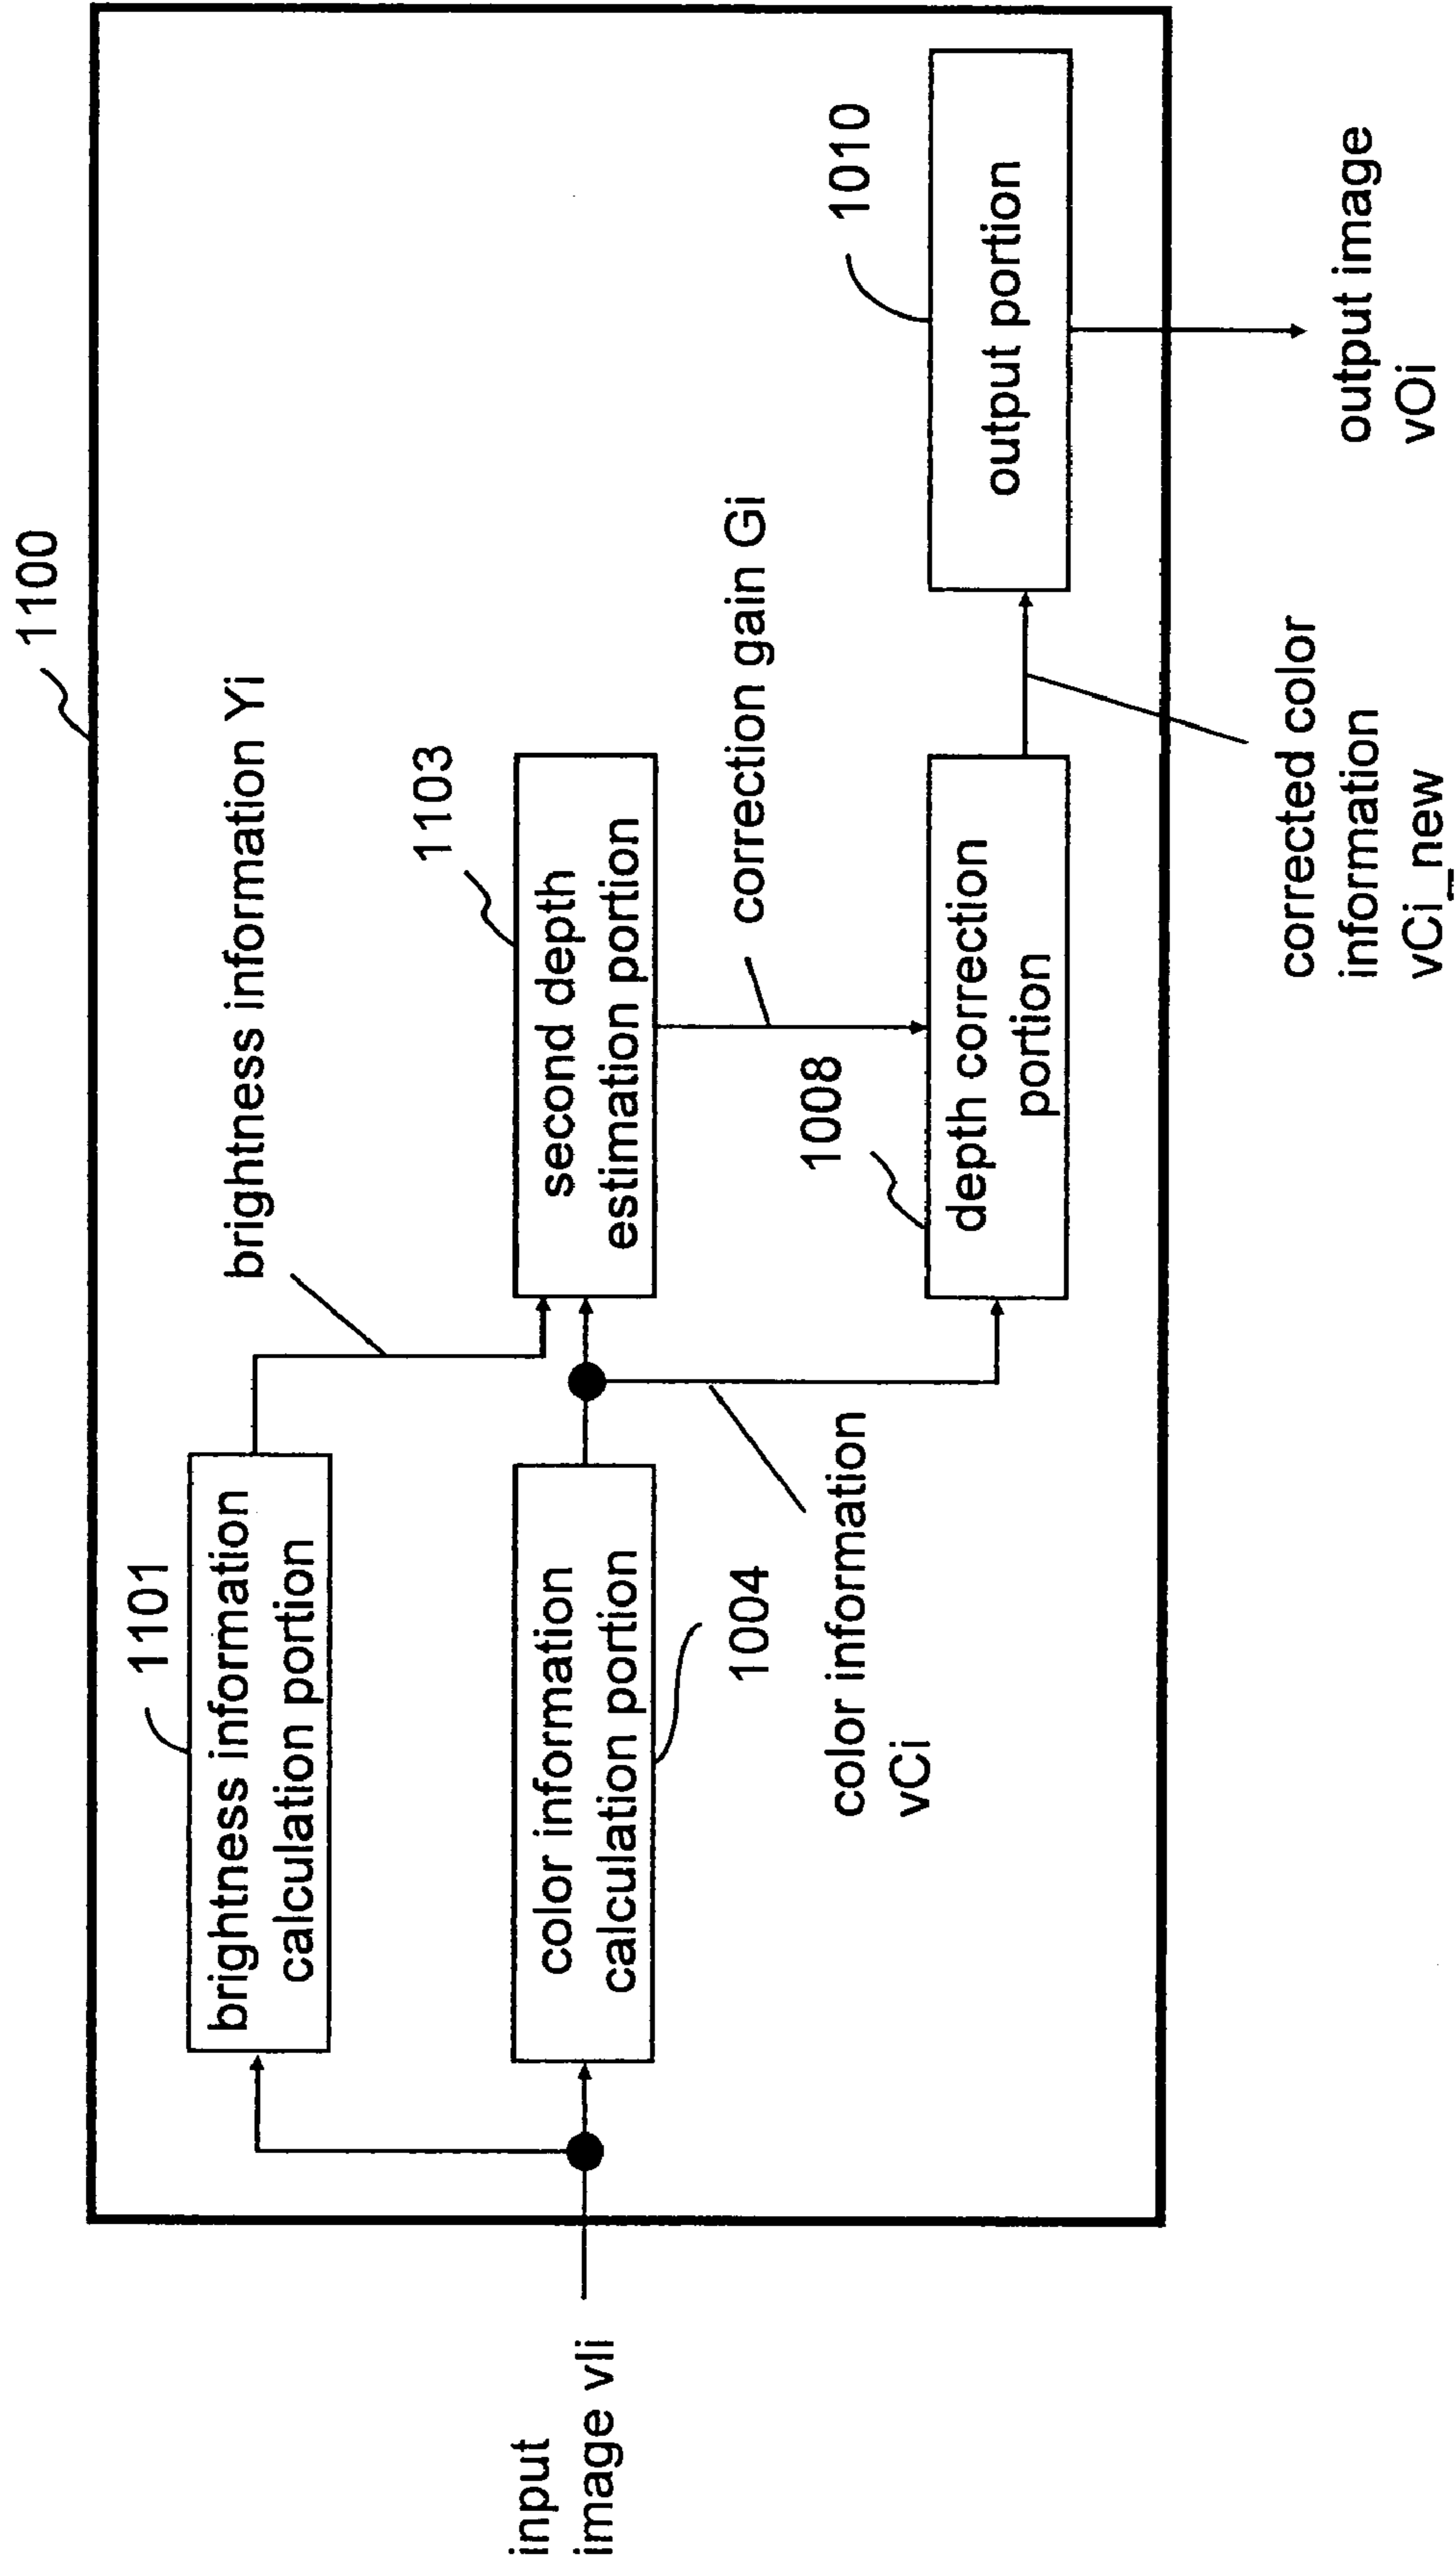 1100
brightness information Yi
1101
brightness information
calculation portion
1103
second depth
estimation portion
input
image vIi
color information
calculation portion
1004
correction gain Gi
color information
vCi
1008
depth correction
portion
1010
output portion
corrected color
information
vCi_new
output image
vOi